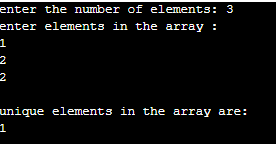 enter the number of elements: 3
enter elements in the array :
1
2
2
unique elements in the array are:
1